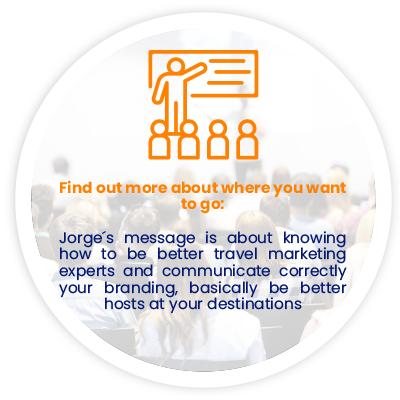 Find out more about where you want
to go:
Jorge´s message is about knowing
how to be better travel marketing
experts and communicate correctly
your branding, basically be better
hosts at your destinations